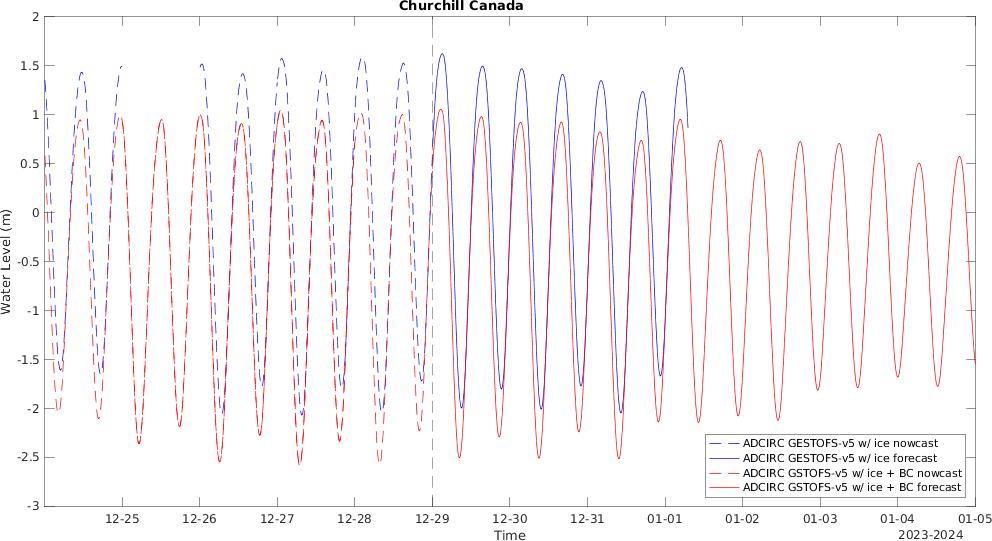 Churchill Canada
2
1.5
1
0.5
0
-0.5
-1
-1.5
-2
-2.5
-3
Water Level (m)
12-25 12-26 12-27 12-28 12-29 12-30 12-31 01-01 01-02 01-03 01-04 01-05
Time
2023-2024
ADCIRC GESTOFS-v5 w/ ice nowcast
ADCIRC GESTOFS-v5 w/ ice forecast
ADCIRC GSTOFS-v5 w/ ice + BC nowcast
ADCIRC GSTOFS-v5 w/ ice + BC forecast